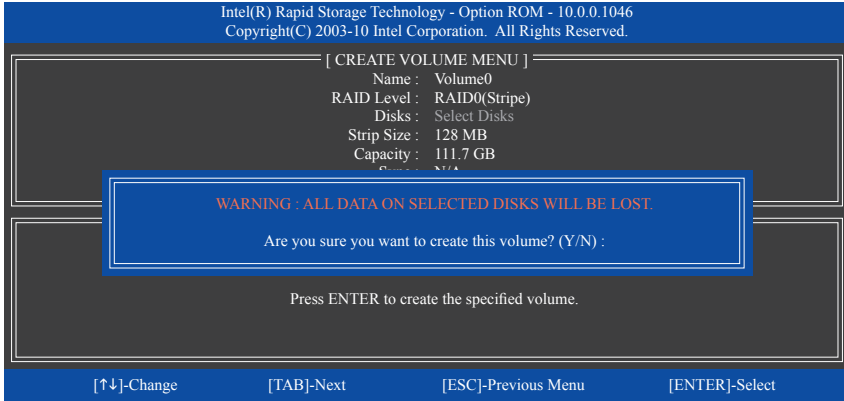 Intel(R) Rapid Storage Technology - Option ROM - 10.0.0.1046
Copyright(C) 2003-10 Intel Corporation. All Rights Reserved.
[ CREATE VOLUME MENU ]
Name : Volume0
RAID Level : RAID0(Stripe)
Disks : Select Disks
Strip Size : 128 MB
Capacity : 111.7 GB
Sync : N/A
WARNING : ALL DATA ON SELECTED DISKS WILL BE LOST.
Are you sure you want to create this volume? (Y/N) :
Press ENTER to create the specified volume.
[↑↓]-Change [TAB]-Next [ESC]-Previous Menu [ENTER]-Select